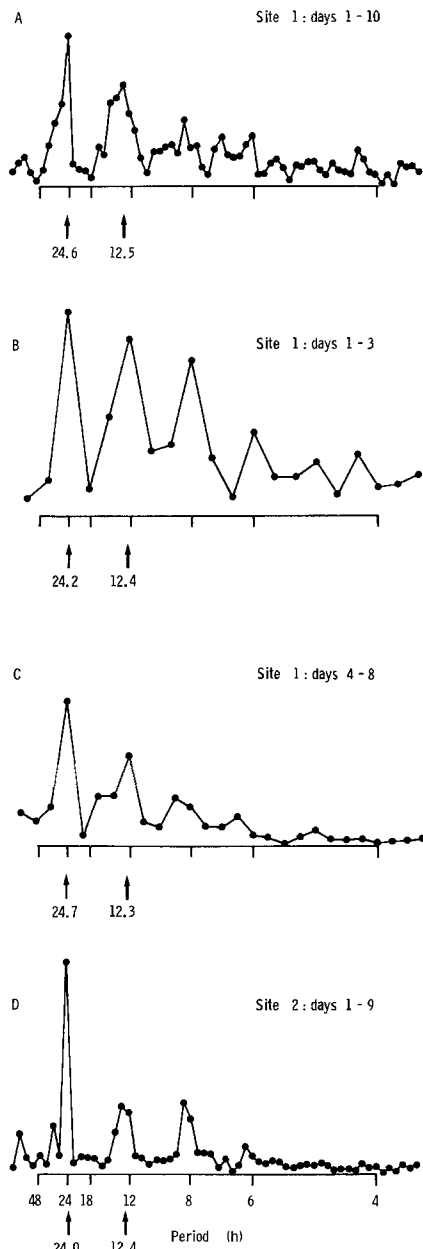 A
Site 1: days 1-10
24.6 12.5
B
Site 1: days 1-3
24.2 12.4
C
Site 1: days 4-8
24.7 12.3
D
Site 2: days 1-9
48 24 18 12 8 6 4
Period (h)
24.0 12.4